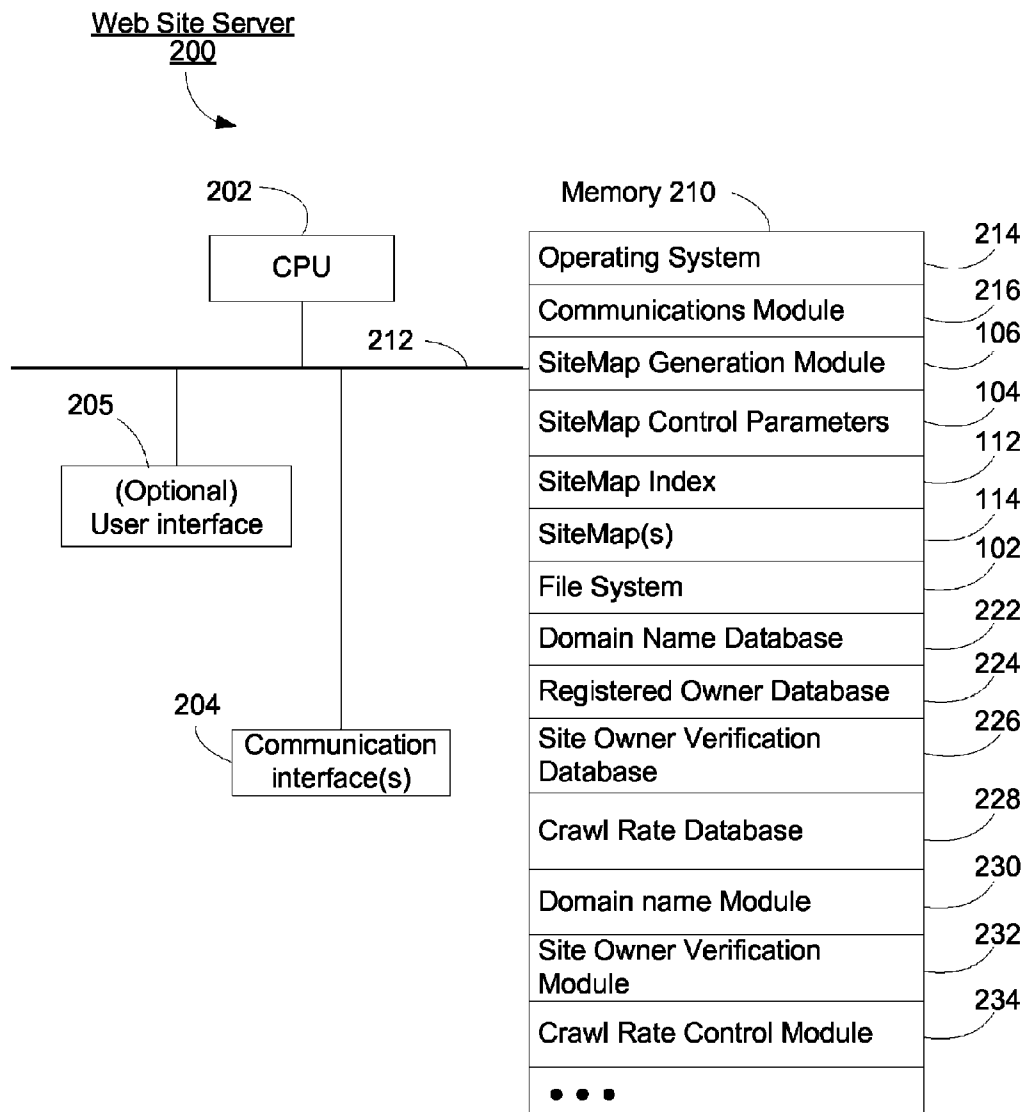 Web Site Server
200
202
CPU
212
205
(Optional)
User interface
204
Communication
interface(s)
Memory 210
Operating System
214
Communications Module
216
SiteMap Generation Module
106
SiteMap Control Parameters
104
SiteMap Index
112
SiteMap(s)
114
File System
102
Domain Name Database
222
Registered Owner Database
224
Site Owner Verification
Database
226
Crawl Rate Database
228
Domain name Module
230
Site Owner Verification
Module
232
Crawl Rate Control Module
234
• • •